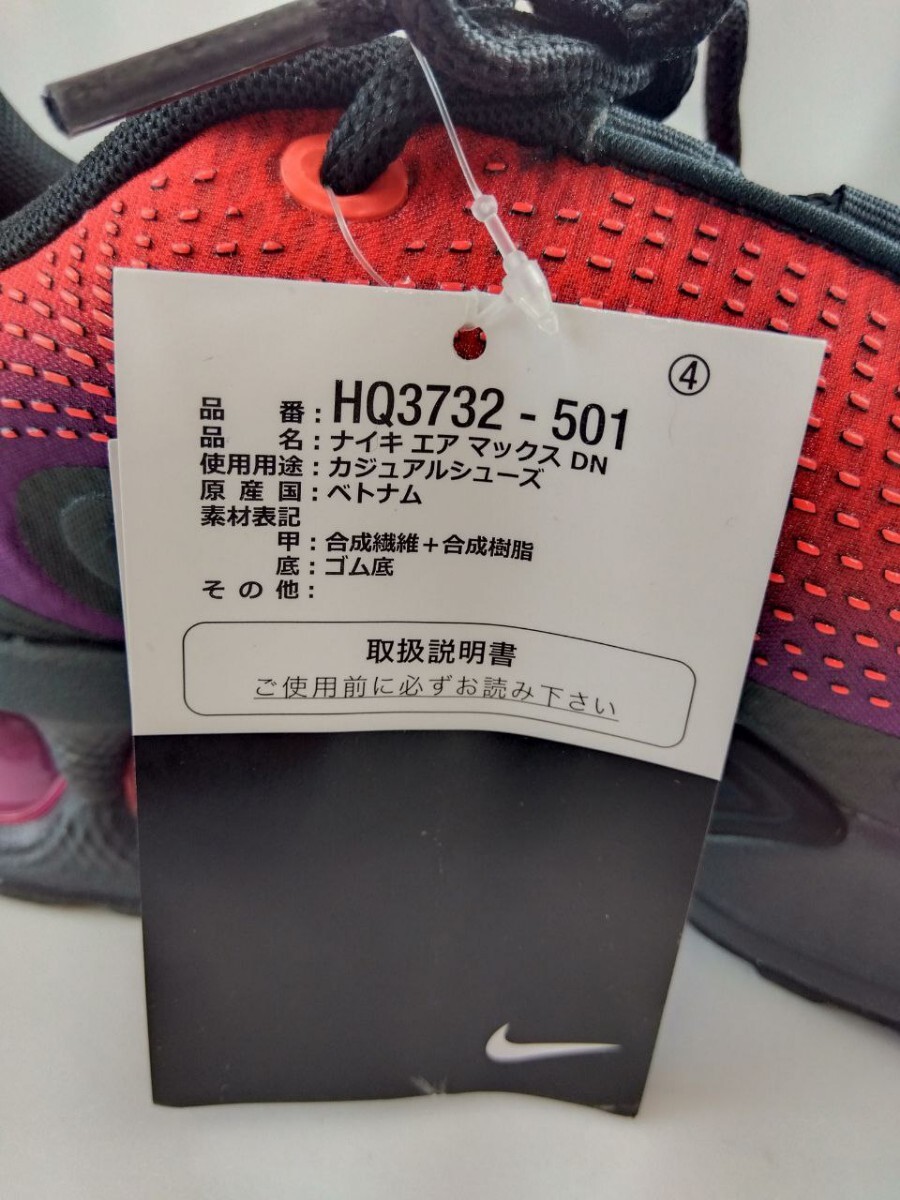 ④
品 番：HQ3732 - 501
品 名：ナイキ エア マックス DN
使用用途：カジュアルシューズ
原 産 国：ベトナム
素材表記
甲：合成繊維＋合成樹脂
底：ゴム底
そ の 他：
取扱説明書
ご使用前に必ずお読み下さい